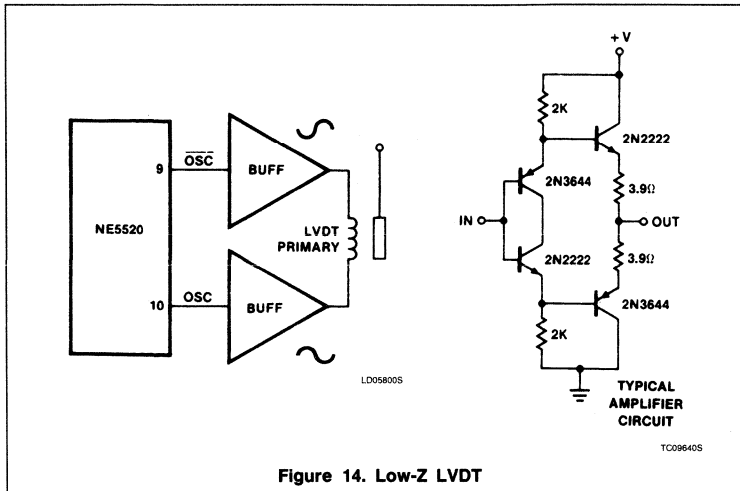 NE5520
9
OSC
BUFF
10
OSC
BUFF
LVDT
PRIMARY
LD05800S
+V
2K
2N2222
2N3644
3.9Ω
IN
OUT
2N2222
3.9Ω
2N3644
2K
TYPICAL
AMPLIFIER
CIRCUIT
TC09640S
Figure 14. Low-Z LVDT